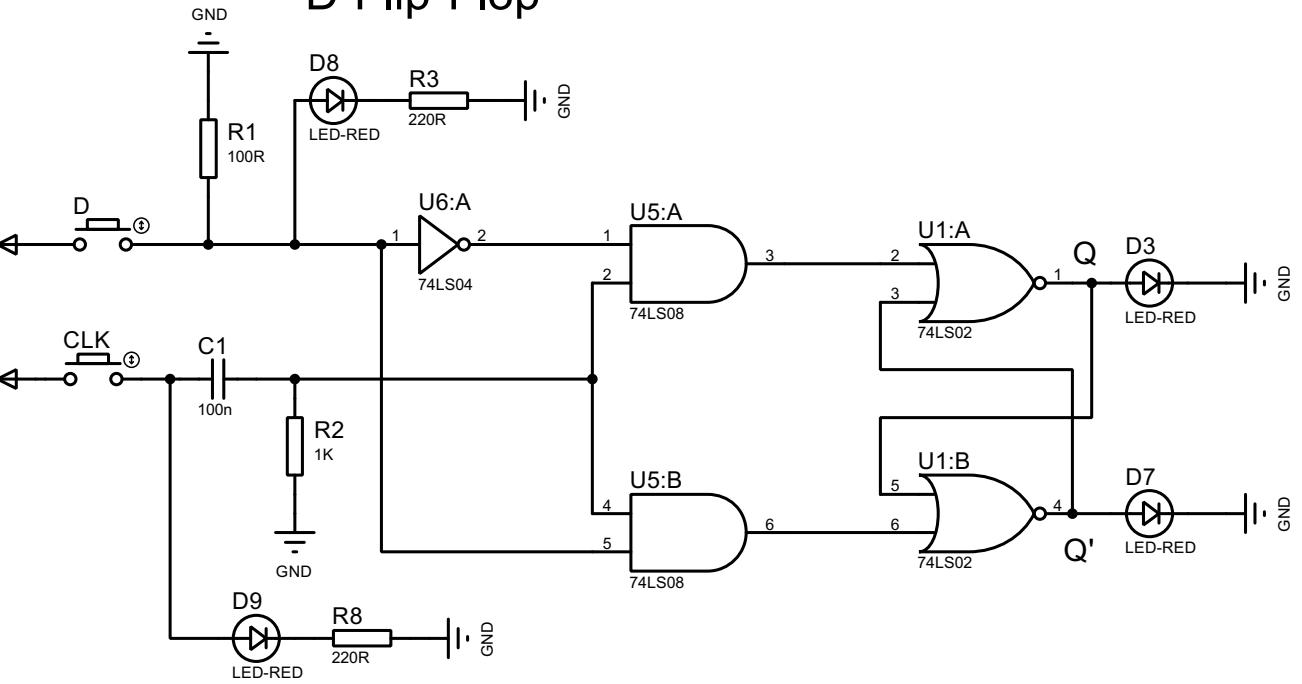 D Flip Flop
GND
D8
LED-RED
R3
220R
GND
R1
100R
D
U6:A
1
2
74LS04
U5:A
1
2
3
74LS08
U1:A
2
3
1
74LS02
Q
D3
LED-RED
GND
CLK
C1
100n
R2
1K
GND
U5:B
4
5
6
74LS08
U1:B
5
6
4
74LS02
Q'
D7
LED-RED
GND
D9
LED-RED
R8
220R
GND